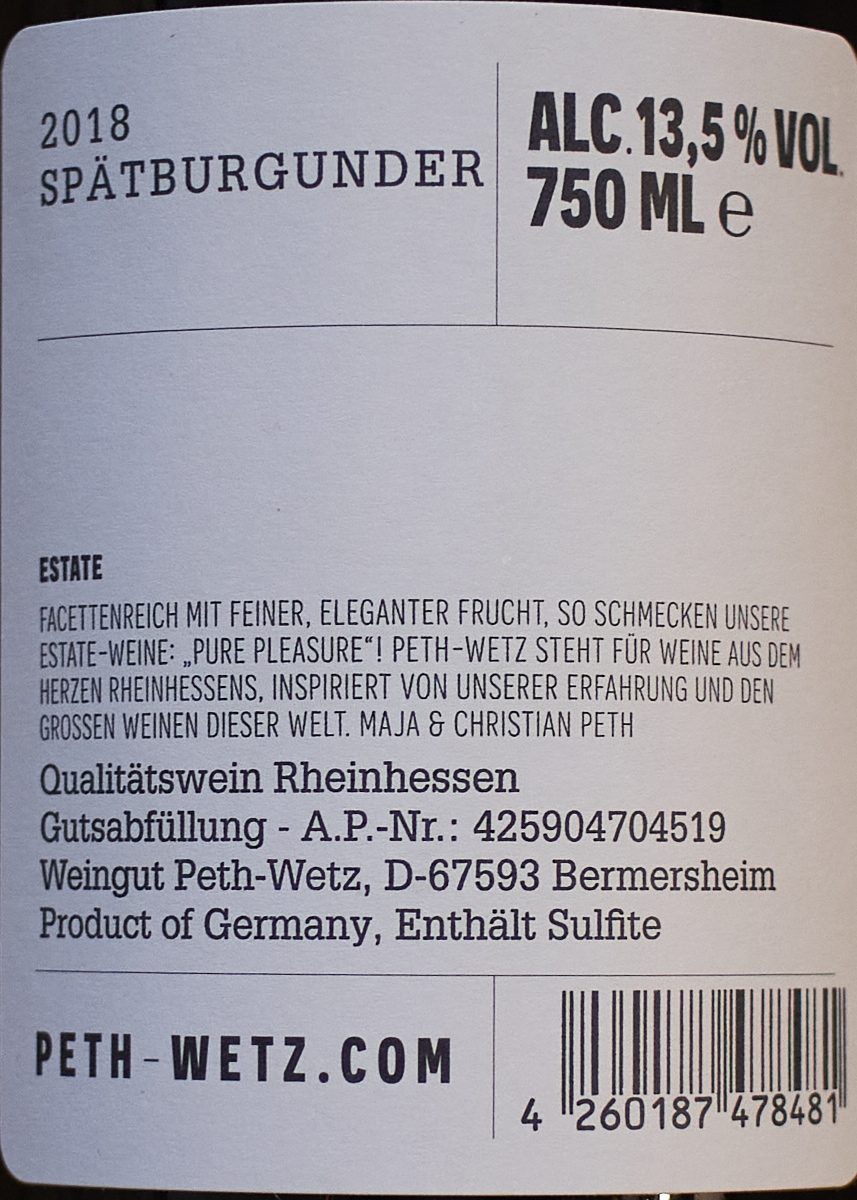 2018
SPÄTBURGUNDER
ALC. 13,5 % VOL.
750 ML e
ESTATE
FACETTENREICH MIT FEINER, ELEGANTER FRUCHT, SO SCHMECKEN UNSERE
ESTATE-WEINE: „PURE PLEASURE“! PETH-WETZ STEHT FÜR WEINE AUS DEM
HERZEN RHEINHESSENS, INSPIRIERT VON UNSERER ERFAHRUNG UND DEN
GROSSEN WEINEN DIESER WELT. MAJA & CHRISTIAN PETH
Qualitätswein Rheinhessen
Gutsabfüllung - A.P.-Nr.: 425904704519
Weingut Peth-Wetz, D-67593 Bermersheim
Product of Germany, Enthält Sulfite
PETH-WETZ.COM
4 260187 478481